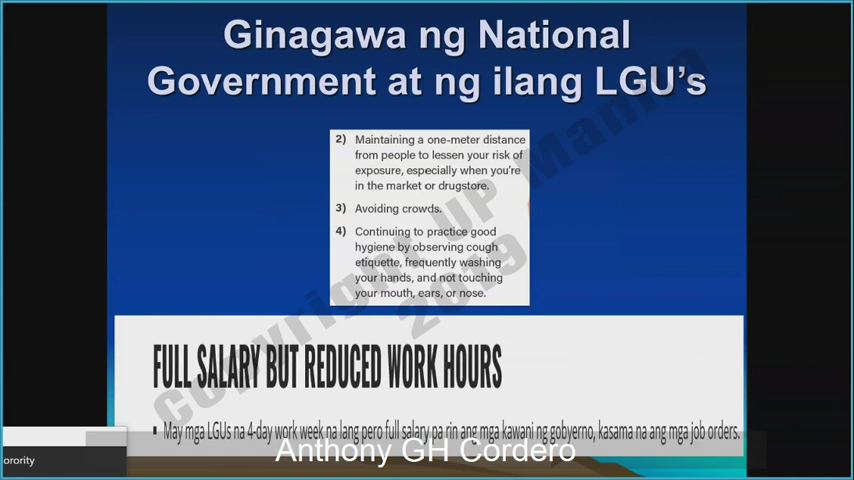 Ginagawa ng National
Government at ng ilang LGU's
2) Maintaining a one-meter distance
from people to lessen your risk of
exposure, especially when you're
in the market or drugstore.
3) Avoiding crowds.
4) Continuing to practice good
hygiene by observing cough
etiquette, frequently washing
your hands, and not touching
your mouth, ears, or nose.
Copyright UP Manila
2019
FULL SALARY BUT REDUCED WORK HOURS
▪ May mga LGUs na 4-day work week na lang pero full salary pa rin ang mga kawani ng gobyerno, kasama na ang mga job orders.
Anthony GH Cordero
orority